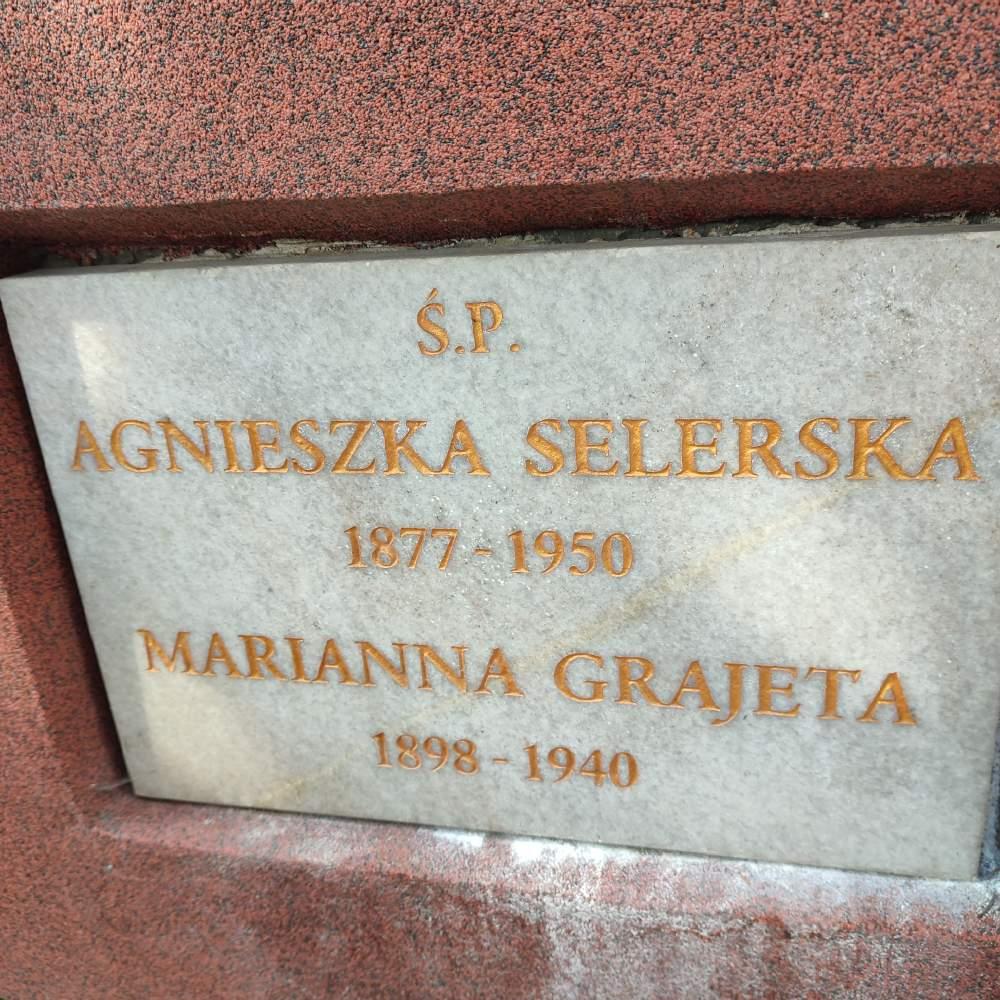 Ś.P.
AGNIESZKA SELERSKA
1877 - 1950
MARIANNA GRAJETA
1898 - 1940